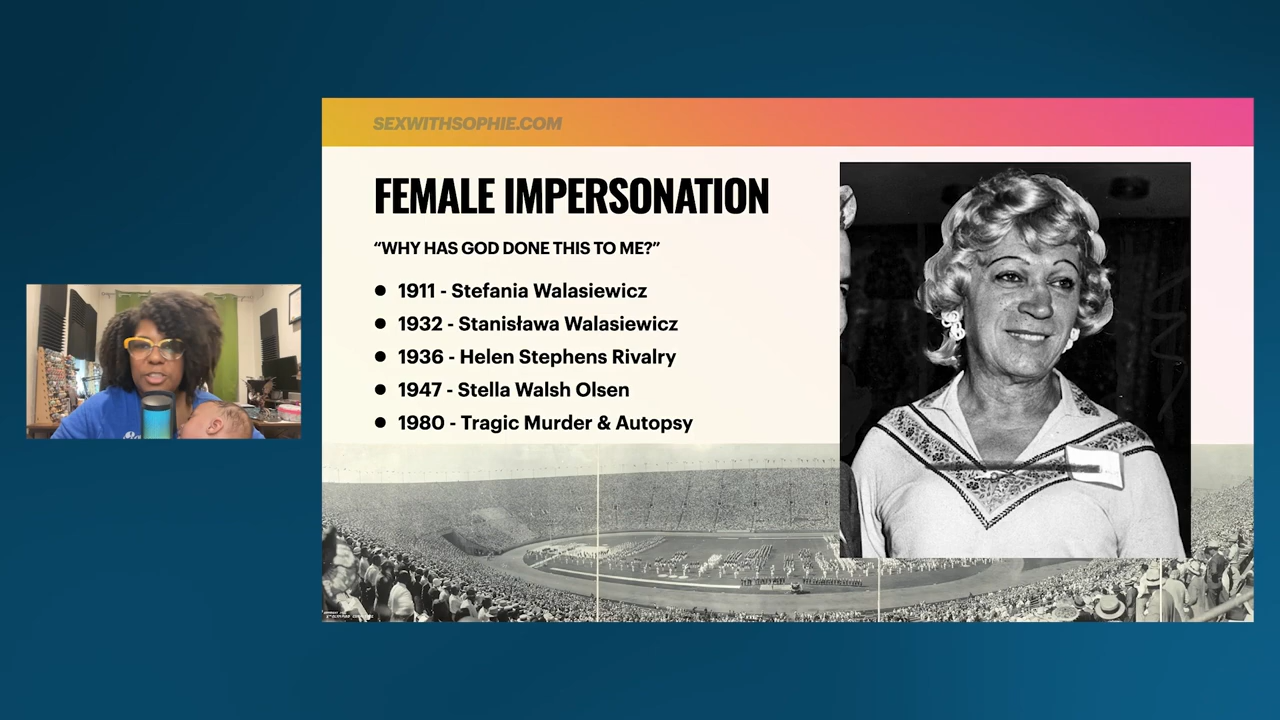 SEXWITHSOPHIE.COM
FEMALE IMPERSONATION
“WHY HAS GOD DONE THIS TO ME?”
● 1911 - Stefania Walasiewicz
● 1932 - Stanisława Walasiewicz
● 1936 - Helen Stephens Rivalry
● 1947 - Stella Walsh Olsen
● 1980 - Tragic Murder & Autopsy